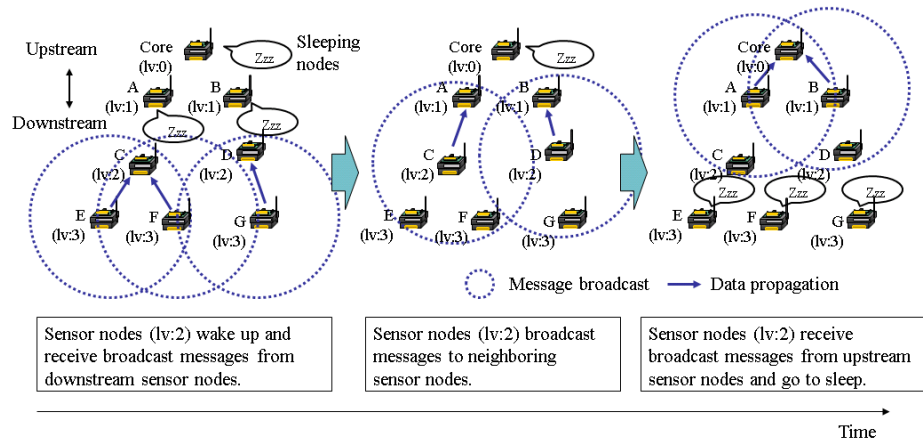 Upstream
Downstream
Core
(lv:0)
Zzz
Sleeping
nodes
A
(lv:1)
B
(lv:1)
Zzz
Zzz
C
(lv:2)
D
(lv:2)
E
(lv:3)
F
(lv:3)
G
(lv:3)
Core
(lv:0)
Zzz
A
(lv:1)
B
(lv:1)
C
(lv:2)
D
(lv:2)
E
(lv:3)
F
(lv:3)
G
(lv:3)
Core
(lv:0)
A
(lv:1)
B
(lv:1)
C
(lv:2)
D
(lv:2)
Zzz
Zzz
Zzz
E
(lv:3)
F
(lv:3)
G
(lv:3)
Message broadcast
Data propagation
Sensor nodes (lv:2) wake up and
receive broadcast messages from
downstream sensor nodes.
Sensor nodes (lv:2) broadcast
messages to neighboring
sensor nodes.
Sensor nodes (lv:2) receive
broadcast messages from upstream
sensor nodes and go to sleep.
Time